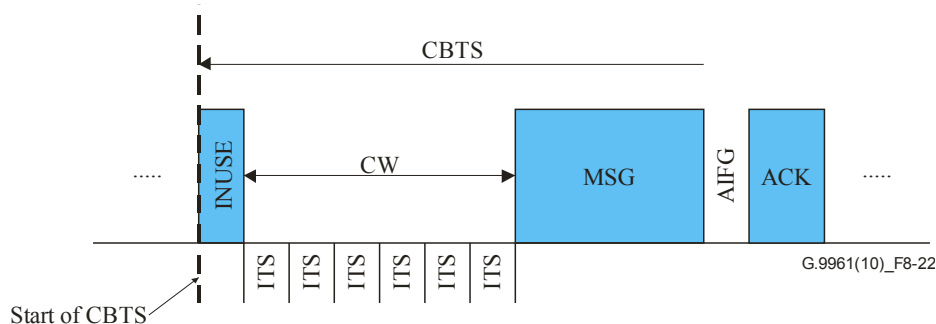 CBTS
INUSE
CW
MSG
AIFG
ACK
.....
.....
ITS
ITS
ITS
ITS
ITS
ITS
G.9961(10)_F8-22
Start of CBTS